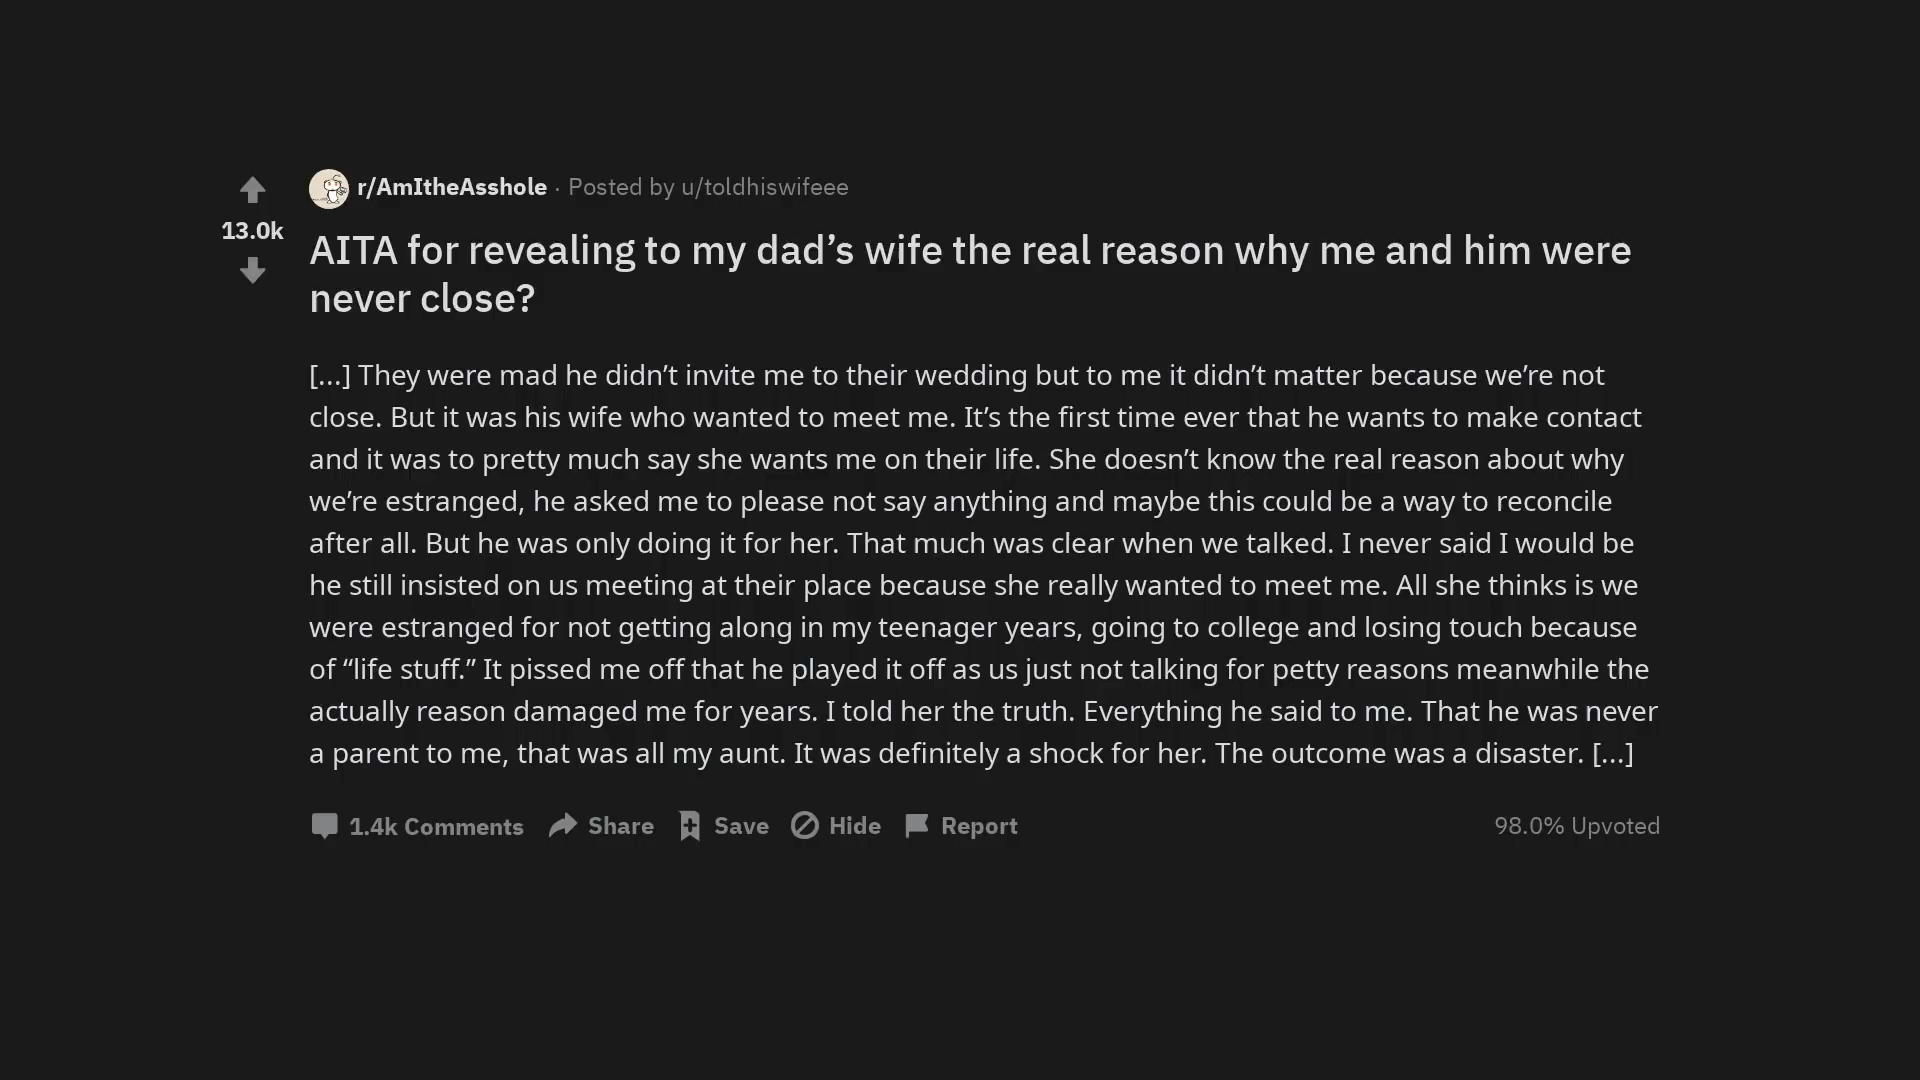 r/AmItheAsshole · Posted by u/toldhiswifeee
13.0k
AITA for revealing to my dad’s wife the real reason why me and him were
never close?
[...] They were mad he didn’t invite me to their wedding but to me it didn’t matter because we’re not
close. But it was his wife who wanted to meet me. It’s the first time ever that he wants to make contact
and it was to pretty much say she wants me on their life. She doesn’t know the real reason about why
we’re estranged, he asked me to please not say anything and maybe this could be a way to reconcile
after all. But he was only doing it for her. That much was clear when we talked. I never said I would be
he still insisted on us meeting at their place because she really wanted to meet me. All she thinks is we
were estranged for not getting along in my teenager years, going to college and losing touch because
of “life stuff.” It pissed me off that he played it off as us just not talking for petty reasons meanwhile the
actually reason damaged me for years. I told her the truth. Everything he said to me. That he was never
a parent to me, that was all my aunt. It was definitely a shock for her. The outcome was a disaster. [...]
1.4k Comments Share Save Hide Report 98.0% Upvoted